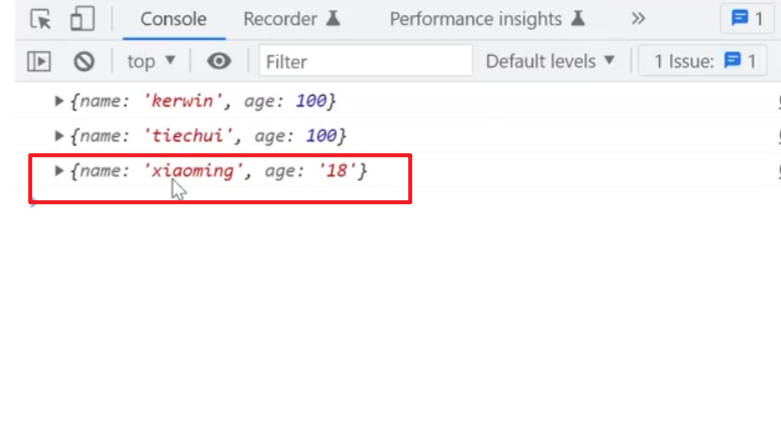 Console Recorder Performance insights » 1
top ▼ Filter Default levels ▼ 1 Issue: 1
▶ {name: 'kerwin', age: 100}
▶ {name: 'tiechui', age: 100}
▶ {name: 'xiaoming', age: '18'}